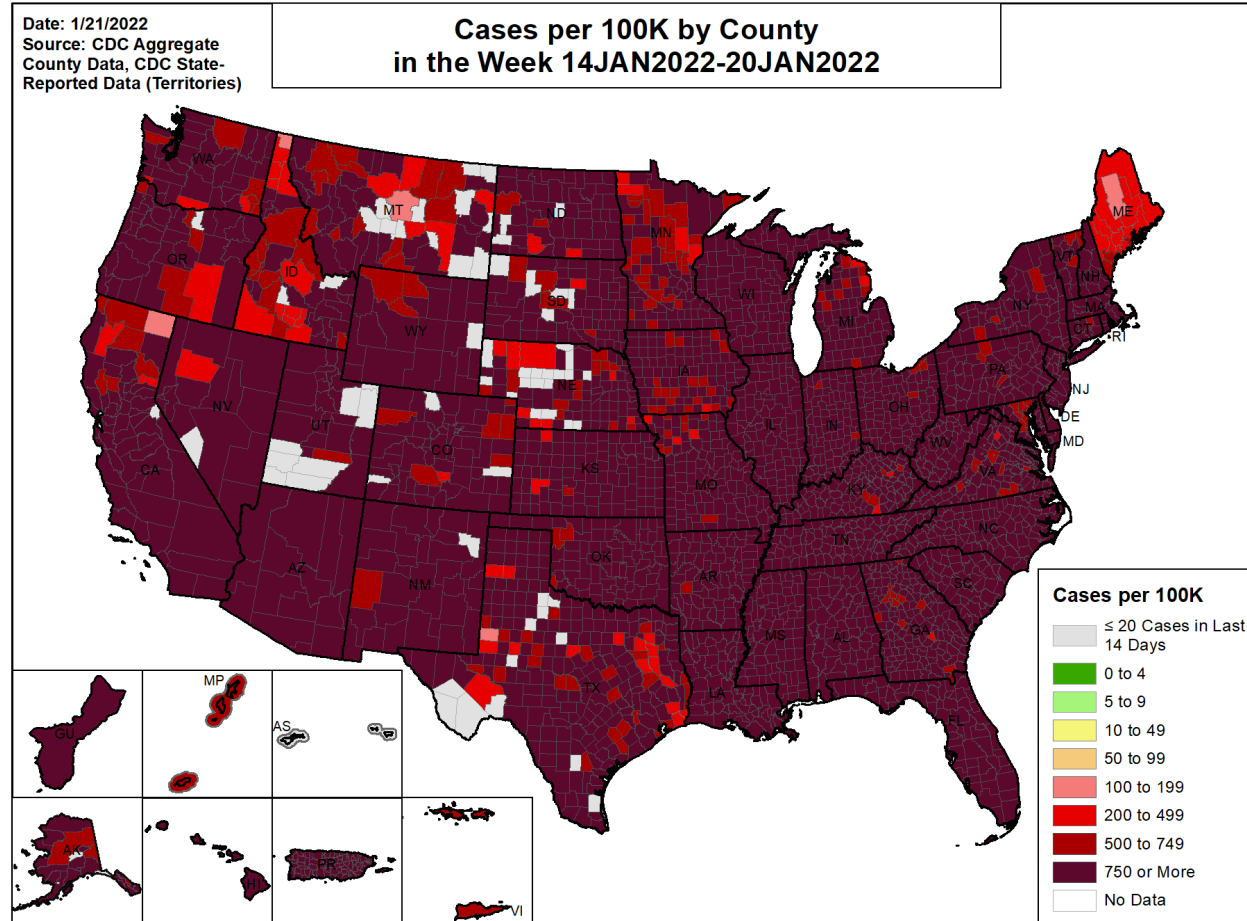 Date: 1/21/2022
Source: CDC Aggregate
County Data, CDC State-
Reported Data (Territories)
Cases per 100K by County
in the Week 14JAN2022-20JAN2022
WA
MT
ND
MN
ME
OR
ID
SD
WI
MI
VT
NH
NY
MA
CT
RI
WY
IA
NE
PA
NJ
NV
UT
CO
IL
IN
OH
DE
MD
WV
VA
CA
KS
MO
KY
AZ
NM
OK
AR
TN
NC
SC
MS
AL
GA
TX
LA
FL
GU
MP
AS
AK
HI
PR
VI
Cases per 100K
≤ 20 Cases in Last
14 Days
0 to 4
5 to 9
10 to 49
50 to 99
100 to 199
200 to 499
500 to 749
750 or More
No Data